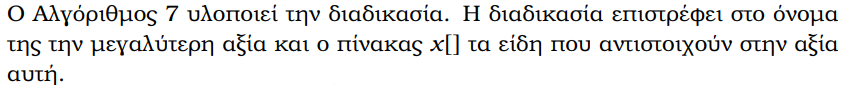 Ο Αλγόριθμος 7 υλοποιεί την διαδικασία. Η διαδικασία επιστρέφει στο όνομα
της την μεγαλύτερη αξία και ο πίνακας x[] τα είδη που αντιστοιχούν στην αξία
αυτή.